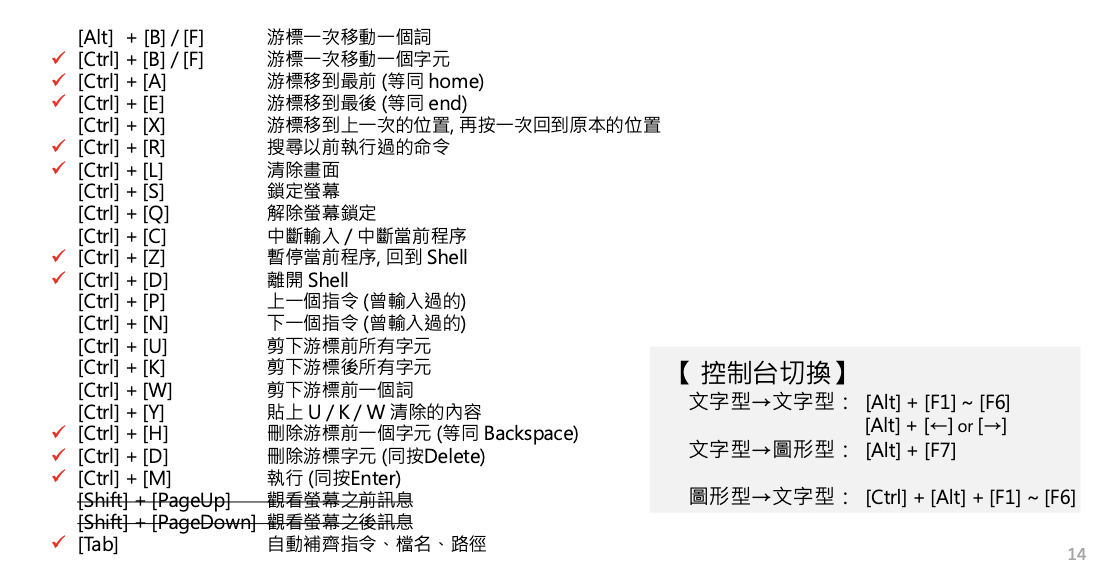 [Alt] + [B] / [F] 游標一次移動一個詞
✓ [Ctrl] + [B] / [F] 游標一次移動一個字元
✓ [Ctrl] + [A] 游標移到最前 (等同 home)
✓ [Ctrl] + [E] 游標移到最後 (等同 end)
[Ctrl] + [X] 游標移到上一次的位置, 再按一次回到原本的位置
✓ [Ctrl] + [R] 搜尋以前執行過的命令
✓ [Ctrl] + [L] 清除畫面
[Ctrl] + [S] 鎖定螢幕
[Ctrl] + [Q] 解除螢幕鎖定
[Ctrl] + [C] 中斷輸入 / 中斷當前程序
✓ [Ctrl] + [Z] 暫停當前程序, 回到 Shell
✓ [Ctrl] + [D] 離開 Shell
[Ctrl] + [P] 上一個指令 (曾輸入過的)
[Ctrl] + [N] 下一個指令 (曾輸入過的)
[Ctrl] + [U] 剪下游標前所有字元
[Ctrl] + [K] 剪下游標後所有字元
[Ctrl] + [W] 剪下游標前一個詞
[Ctrl] + [Y] 貼上 U / K / W 清除的內容
✓ [Ctrl] + [H] 刪除游標前一個字元 (等同 Backspace)
✓ [Ctrl] + [D] 刪除游標字元 (同按Delete)
✓ [Ctrl] + [M] 執行 (同按Enter)
[Shift] + [PageUp] 觀看螢幕之前訊息
[Shift] + [PageDown] 觀看螢幕之後訊息
✓ [Tab] 自動補齊指令、檔名、路徑
【 控制台切換】
文字型→文字型： [Alt] + [F1] ~ [F6]
[Alt] + [←] or [→]
文字型→圖形型： [Alt] + [F7]
圖形型→文字型： [Ctrl] + [Alt] + [F1] ~ [F6]
14